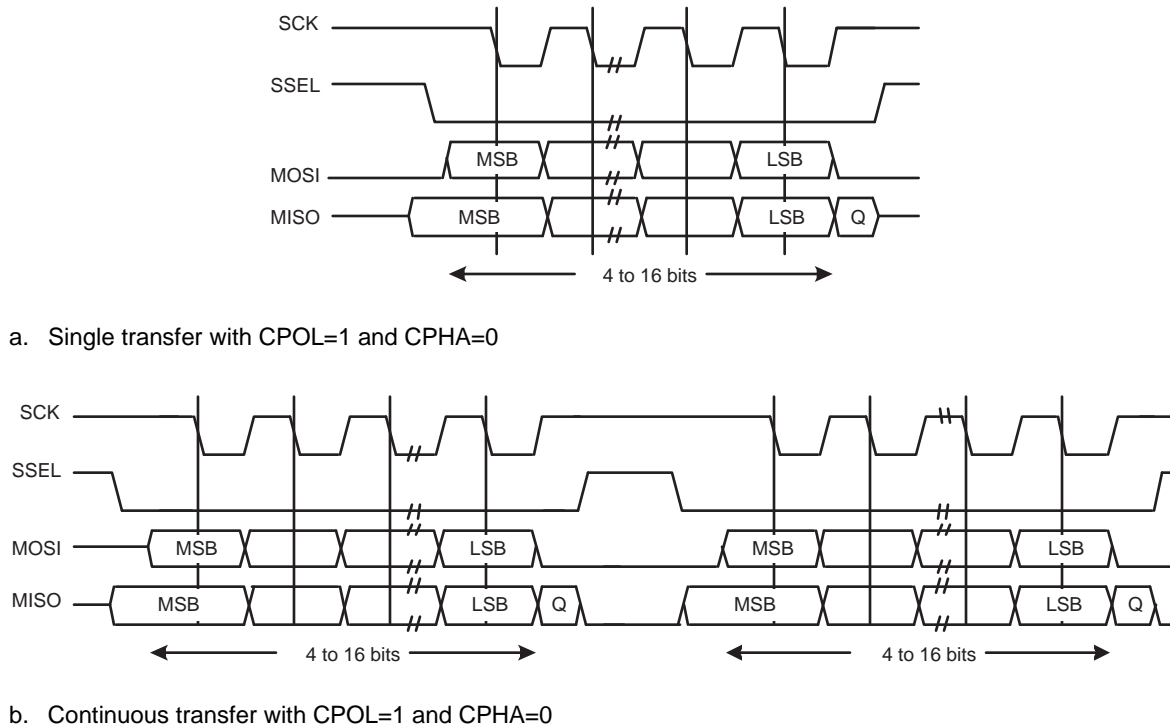 SCK
SSEL
MOSI MSB LSB
MISO MSB LSB Q
4 to 16 bits
a. Single transfer with CPOL=1 and CPHA=0
SCK
SSEL
MOSI MSB LSB MSB LSB
MISO MSB LSB Q MSB LSB Q
4 to 16 bits 4 to 16 bits
b. Continuous transfer with CPOL=1 and CPHA=0